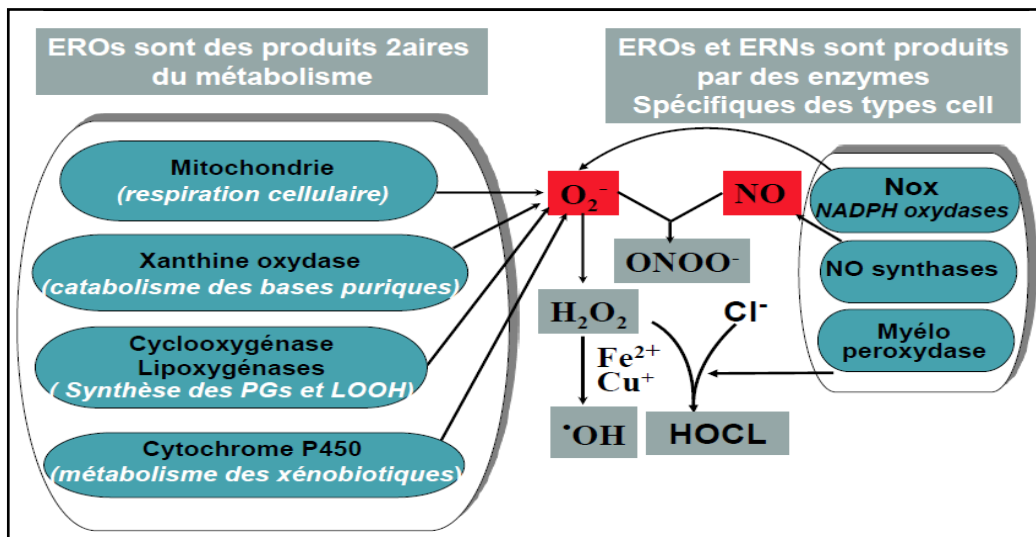 EROs sont des produits 2aires
du métabolisme
EROs et ERNs sont produits
par des enzymes
Spécifiques des types cell
Mitochondrie
(respiration cellulaire)
Xanthine oxydase
(catabolisme des bases puriques)
Cyclooxygénase
Lipoxygénases
( Synthèse des PGs et LOOH)
Cytochrome P450
(métabolisme des xénobiotiques)
O₂⁻
NO
ONOO⁻
H₂O₂
Cl⁻
Fe²⁺
Cu⁺
•OH
HOCL
Nox
NADPH oxydases)
NO synthases
Myélo
peroxydase